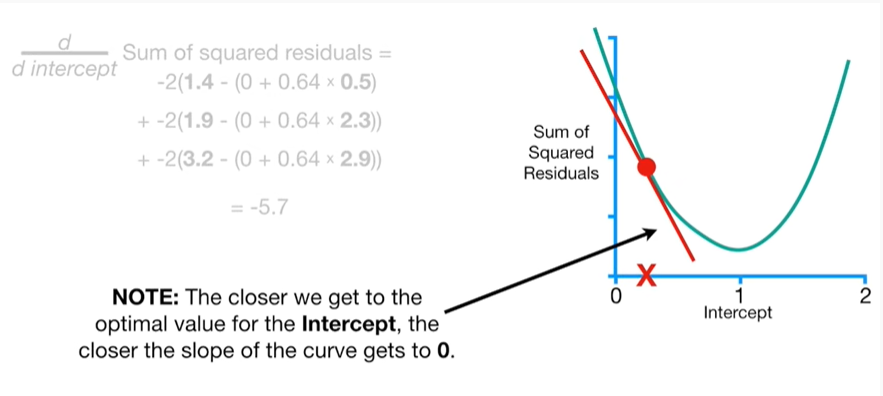 d
d intercept
Sum of squared residuals =
-2(1.4 - (0 + 0.64 × 0.5)
+ -2(1.9 - (0 + 0.64 × 2.3))
+ -2(3.2 - (0 + 0.64 × 2.9))
= -5.7
NOTE: The closer we get to the
optimal value for the Intercept, the
closer the slope of the curve gets to 0.
Sum of
Squared
Residuals
X
0 1 2
Intercept